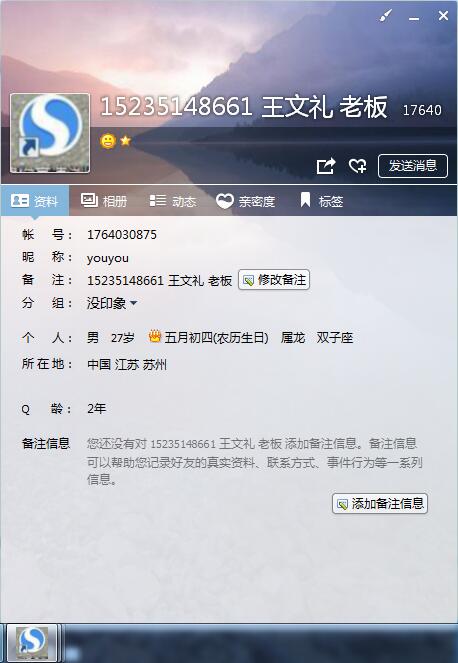 15235148661 王文礼 老板 17640
发送消息
资料 相册 动态 亲密度 标签
帐 号： 1764030875
昵 称： youyou
备 注： 15235148661 王文礼 老板 修改备注
分 组： 没印象
个 人： 男 27岁 五月初四(农历生日) 属龙 双子座
所在地： 中国 江苏 苏州
Q 龄： 2年
备注信息 您还没有对 15235148661 王文礼 老板 添加备注信息。备注信息
可以帮助您记录好友的真实资料、联系方式、事件行为等一系列
信息。
添加备注信息